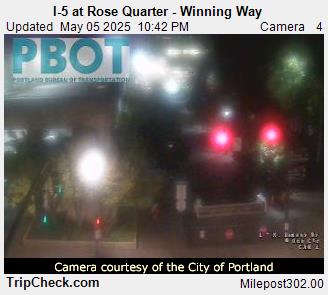 I-5 at Rose Quarter - Winning Way
Updated May 05 2025 10:42 PM Camera 4
PBOT
PORTLAND BUREAU OF TRANSPORTATION
Camera courtesy of the City of Portland
TripCheck.com Milepost302.00